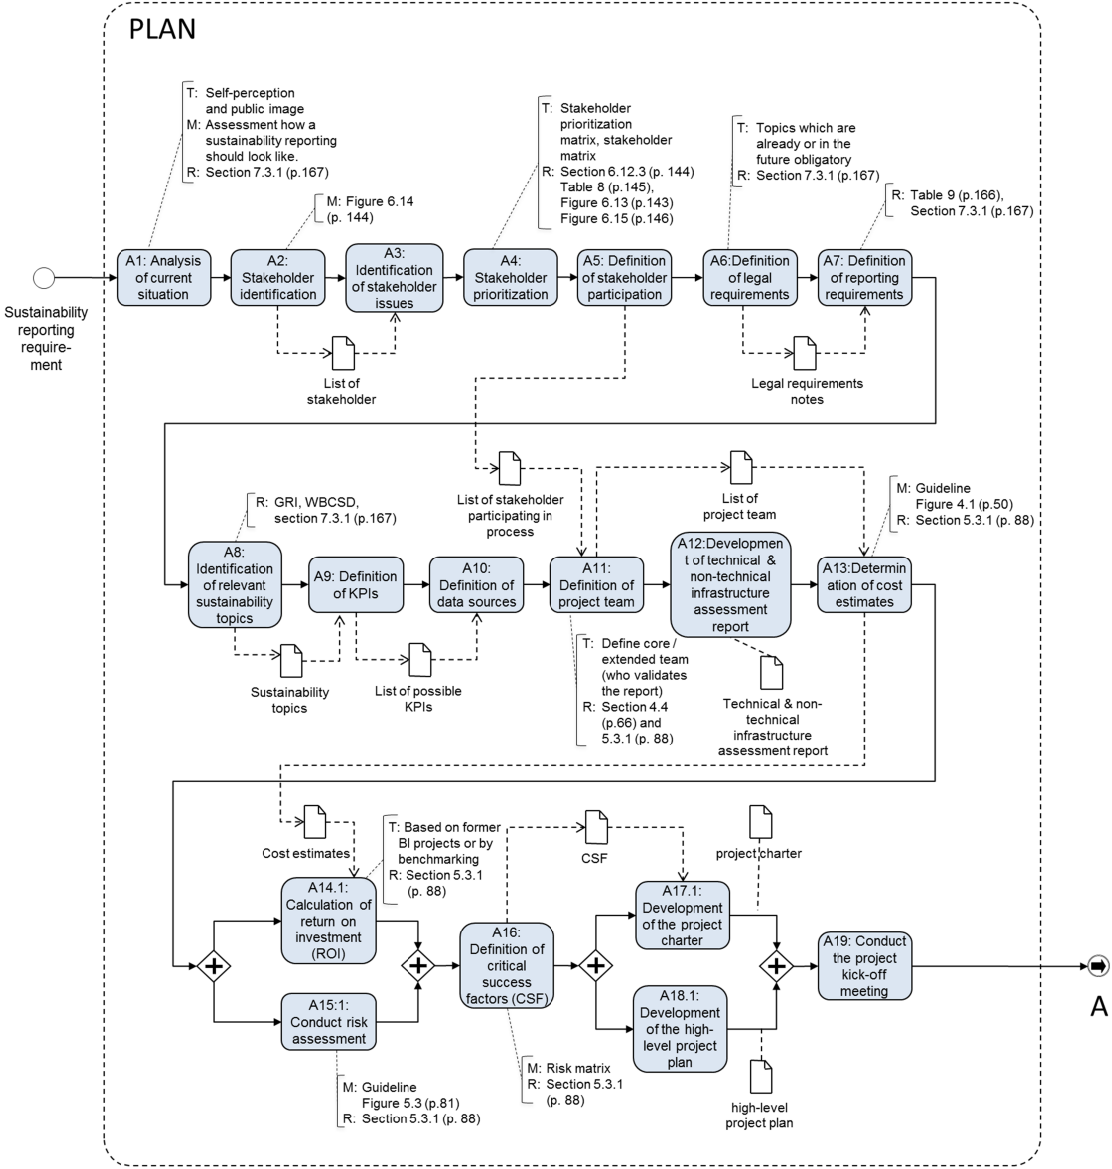 PLAN
T: Self-perception
and public image
M: Assessment how a
sustainability reporting
should look like.
R: Section 7.3.1 (p.167)
M: Figure 6.14
(p. 144)
T: Stakeholder
prioritization
matrix, stakeholder
matrix
R: Section 6.12.3 (p. 144)
Table 8 (p.145),
Figure 6.13 (p.143)
Figure 6.15 (p.146)
T: Topics which are
already or in the
future obligatory
R: Section 7.3.1 (p.167)
R: Table 9 (p.166),
Section 7.3.1 (p.167)
Sustainability
reporting
require-
ment
A1: Analysis
of current
situation
A2:
Stakeholder
identification
A3:
Identification
of stakeholder
issues
A4:
Stakeholder
prioritization
A5: Definition
of stakeholder
participation
A6:Definition
of legal
requirements
A7: Definition
of reporting
requirements
List of
stakeholder
Legal requirements
notes
R: GRI, WBCSD,
section 7.3.1 (p.167)
List of stakeholder
participating in
process
List of
project team
M: Guideline
Figure 4.1 (p.50)
R: Section 5.3.1 (p. 88)
A8:
Identification
of relevant
sustainability
topics
A9: Definition
of KPIs
A10:
Definition of
data sources
A11:
Definition of
project team
A12:Developmen
t of technical &
non-technical
infrastructure
assessment
report
A13:Determin
ation of cost
estimates
Sustainability
topics
List of possible
KPIs
T: Define core /
extended team
(who validates
the report)
R: Section 4.4
(p.66) and
5.3.1 (p. 88)
Technical & non-
technical
infrastructure
assessment report
Cost estimates
T: Based on former
BI projects or by
benchmarking
R: Section 5.3.1
(p. 88)
CSF
project charter
A14.1:
Calculation of
return on
investment
(ROI)
A15:1:
Conduct risk
assessment
A16:
Definition of
critical
success
factors (CSF)
A17.1:
Development
of the project
charter
A18.1:
Development
of the high-
level project
plan
A19: Conduct
the project
kick-off
meeting
A
M: Guideline
Figure 5.3 (p.81)
R: Section 5.3.1 (p. 88)
M: Risk matrix
R: Section 5.3.1
(p. 88)
high-level
project plan